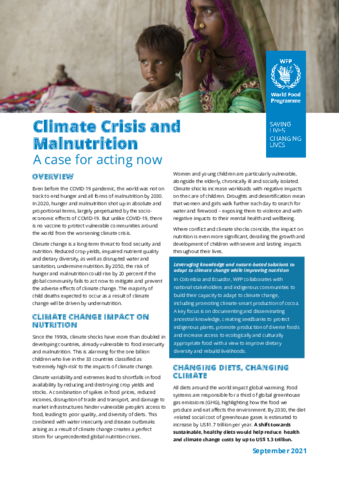 WFP
World Food
Programme
SAVING
LIVES
CHANGING
LIVES
Climate Crisis and
Malnutrition
A case for acting now
OVERVIEW
Even before the COVID-19 pandemic, the world was not on
track to end hunger and all forms of malnutrition by 2030.
In 2020, hunger and malnutrition shot up in absolute and
proportional terms, largely perpetuated by the socio-
economic effects of COVID-19. But unlike COVID-19, there
is no vaccine to protect vulnerable communities around
the world from the worsening climate crisis.
Climate change is a long-term threat to food security and
nutrition. Reduced crop yields, impaired nutrient quality
and dietary diversity, as well as disrupted water and
sanitation, undermine nutrition. By 2050, the risk of
hunger and malnutrition could rise by 20 percent if the
global community fails to act now to mitigate and prevent
the adverse effects of climate change. The majority of
child deaths expected to occur as a result of climate
change will be driven by undernutrition.
CLIMATE CHANGE IMPACT ON
NUTRITION
Since the 1990s, climate shocks have more than doubled in
developing countries, already vulnerable to food insecurity
and malnutrition. This is alarming for the one billion
children who live in the 33 countries classified as
'extremely high-risk' to the impacts of climate change.
Climate variability and extremes lead to shortfalls in food
availability by reducing and destroying crop yields and
stocks. A combination of spikes in food prices, reduced
incomes, disruption of trade and transport, and damage to
market infrastructures hinder vulnerable people's access to
food, leading to poor quality, and diversity of diets. This
combined with water insecurity and disease outbreaks
arising as a result of climate change creates a perfect
storm for unprecedented global nutrition crises.
Women and young children are particularly vulnerable,
alongside the elderly, chronically ill and socially isolated.
Climate shocks increase workloads with negative impacts
on the care of children. Droughts and desertification mean
that women and girls walk further each day to search for
water and firewood – exposing them to violence and with
negative impacts to their mental health and wellbeing.
Where conflict and climate shocks coincide, the impact on
nutrition is even more significant, derailing the growth and
development of children with severe and lasting impacts
throughout their lives.
Leveraging knowledge and nature-based solutions to
adapt to climate change while improving nutrition
In Colombia and Ecuador, WFP collaborates with
national stakeholders and indigenous communities to
build their capacity to adapt to climate change,
including promoting climate-smart production of cocoa.
A key focus is on documenting and disseminating
ancestral knowledge, creating seedbanks to protect
indigenous plants, promote production of diverse foods
and increase access to ecologically and culturally
appropriate food with a view to improve dietary
diversity and rebuild livelihoods.
CHANGING DIETS, CHANGING
CLIMATE
All diets around the world impact global warming. Food
systems are responsible for a third of global greenhouse
gas emissions (GHG), highlighting how the food we
produce and eat affects the environment. By 2030, the diet
-related social cost of greenhouse gases is estimated to
increase by US$1.7 trillion per year. A shift towards
sustainable, healthy diets would help reduce health
and climate change costs by up to US$ 1.3 trillion.
September 2021